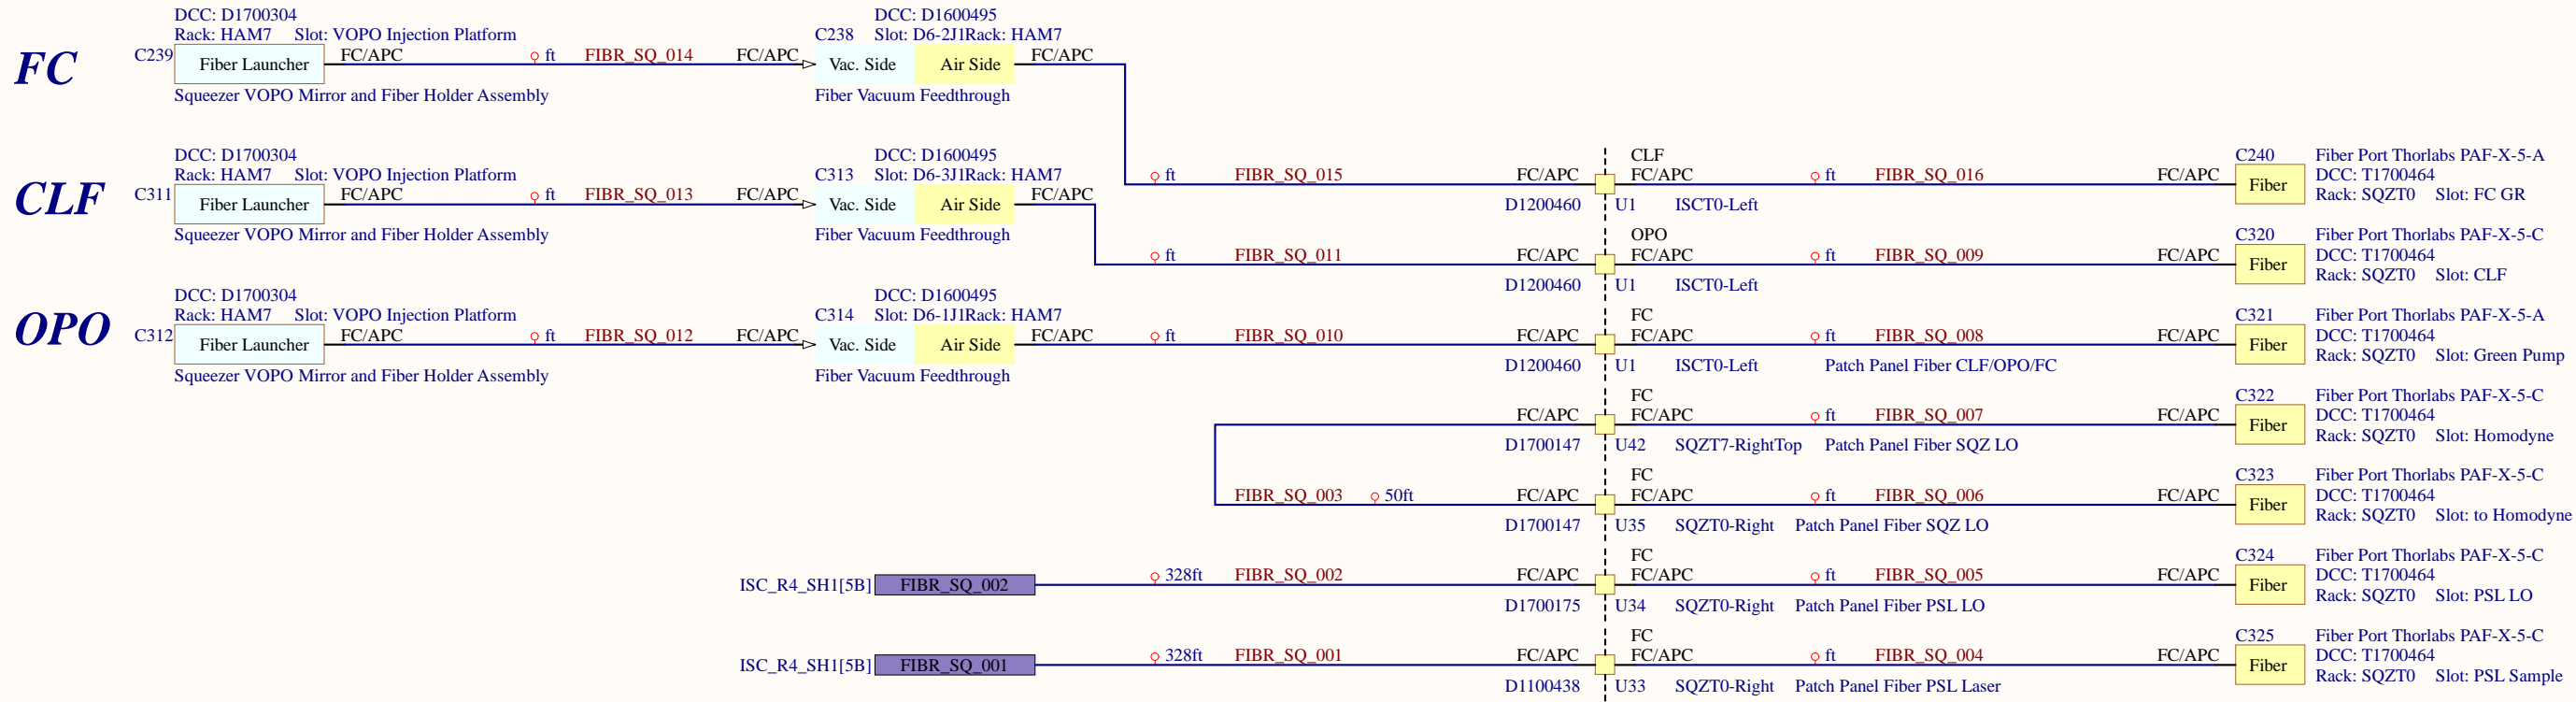 FC
DCC: D1700304
Rack: HAM7 Slot: VOPO Injection Platform
C239 Fiber Launcher FC/APC ft FIBR_SQ_014 FC/APC
Squeezer VOPO Mirror and Fiber Holder Assembly
DCC: D1600495
C238 Slot: D6-2J1Rack: HAM7
Vac. Side Air Side FC/APC
Fiber Vacuum Feedthrough
CLF
DCC: D1700304
Rack: HAM7 Slot: VOPO Injection Platform
C311 Fiber Launcher FC/APC ft FIBR_SQ_013 FC/APC
Squeezer VOPO Mirror and Fiber Holder Assembly
DCC: D1600495
C313 Slot: D6-3J1Rack: HAM7
Vac. Side Air Side FC/APC
Fiber Vacuum Feedthrough
OPO
DCC: D1700304
Rack: HAM7 Slot: VOPO Injection Platform
C312 Fiber Launcher FC/APC ft FIBR_SQ_012 FC/APC
Squeezer VOPO Mirror and Fiber Holder Assembly
DCC: D1600495
C314 Slot: D6-1J1Rack: HAM7
Vac. Side Air Side FC/APC
Fiber Vacuum Feedthrough
CLF
ft FIBR_SQ_015 FC/APC FC/APC ft FIBR_SQ_016 FC/APC
D1200460 U1 ISCT0-Left
C240 Fiber Port Thorlabs PAF-X-5-A
Fiber DCC: T1700464
Rack: SQZT0 Slot: FC GR
OPO
ft FIBR_SQ_011 FC/APC FC/APC ft FIBR_SQ_009 FC/APC
D1200460 U1 ISCT0-Left
C320 Fiber Port Thorlabs PAF-X-5-C
Fiber DCC: T1700464
Rack: SQZT0 Slot: CLF
FC
ft FIBR_SQ_010 FC/APC FC/APC ft FIBR_SQ_008 FC/APC
D1200460 U1 ISCT0-Left Patch Panel Fiber CLF/OPO/FC
C321 Fiber Port Thorlabs PAF-X-5-A
Fiber DCC: T1700464
Rack: SQZT0 Slot: Green Pump
FC
FC/APC FC/APC ft FIBR_SQ_007 FC/APC
D1700147 U42 SQZT7-RightTop Patch Panel Fiber SQZ LO
C322 Fiber Port Thorlabs PAF-X-5-C
Fiber DCC: T1700464
Rack: SQZT0 Slot: Homodyne
FC
FIBR_SQ_003 50ft FC/APC FC/APC ft FIBR_SQ_006 FC/APC
D1700147 U35 SQZT0-Right Patch Panel Fiber SQZ LO
C323 Fiber Port Thorlabs PAF-X-5-C
Fiber DCC: T1700464
Rack: SQZT0 Slot: to Homodyne
FC
ISC_R4_SH1[5B] FIBR_SQ_002 328ft FIBR_SQ_002 FC/APC FC/APC ft FIBR_SQ_005 FC/APC
D1700175 U34 SQZT0-Right Patch Panel Fiber PSL LO
C324 Fiber Port Thorlabs PAF-X-5-C
Fiber DCC: T1700464
Rack: SQZT0 Slot: PSL LO
FC
ISC_R4_SH1[5B] FIBR_SQ_001 328ft FIBR_SQ_001 FC/APC FC/APC ft FIBR_SQ_004 FC/APC
D1100438 U33 SQZT0-Right Patch Panel Fiber PSL Laser
C325 Fiber Port Thorlabs PAF-X-5-C
Fiber DCC: T1700464
Rack: SQZT0 Slot: PSL Sample